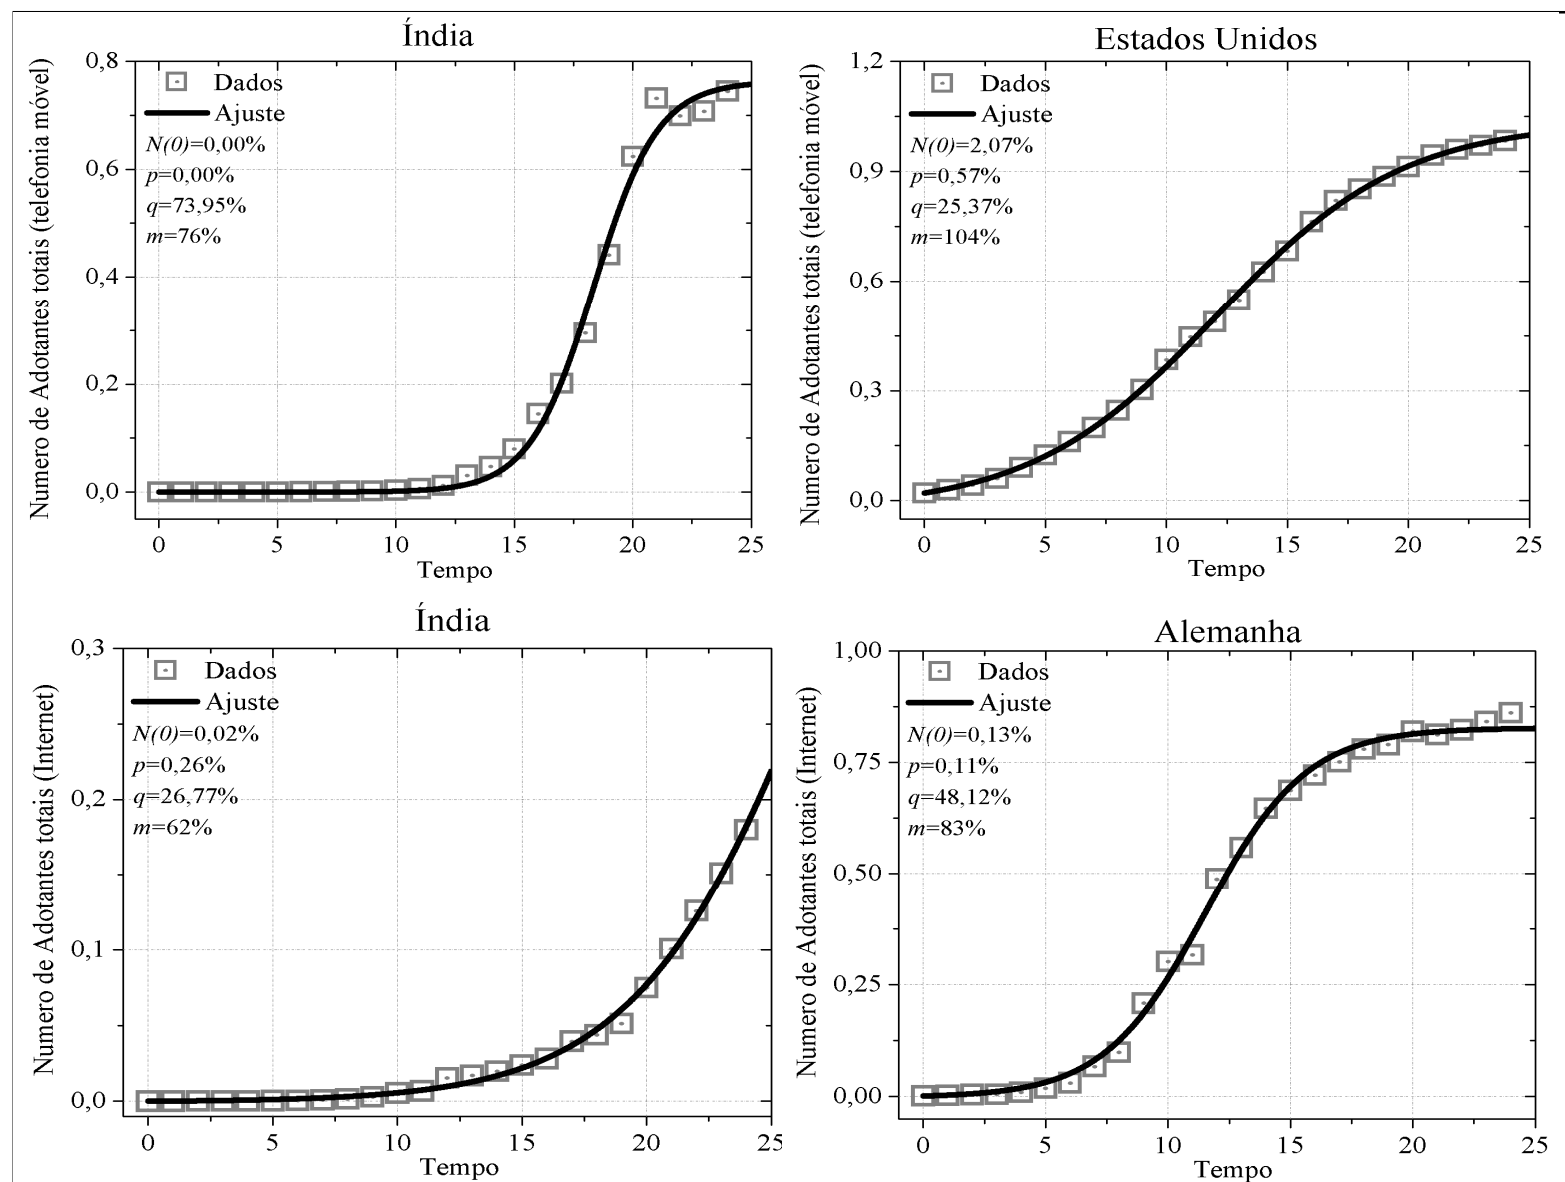 Índia
Numero de Adotantes totais (telefonia móvel)
0,8
0,6
0,4
0,2
0,0
Dados
Ajuste
N(0)=0,00%
p=0,00%
q=73,95%
m=76%
0 5 10 15 20 25
Tempo
Estados Unidos
Numero de Adotantes totais (telefonia móvel)
1,2
0,9
0,6
0,3
0,0
Dados
Ajuste
N(0)=2,07%
p=0,57%
q=25,37%
m=104%
0 5 10 15 20 25
Tempo
Índia
Numero de Adotantes totais (Internet)
0,3
0,2
0,1
0,0
Dados
Ajuste
N(0)=0,02%
p=0,26%
q=26,77%
m=62%
0 5 10 15 20 25
Tempo
Alemanha
Numero de Adotantes totais (Internet)
1,00
0,75
0,50
0,25
0,00
Dados
Ajuste
N(0)=0,13%
p=0,11%
q=48,12%
m=83%
0 5 10 15 20 25
Tempo